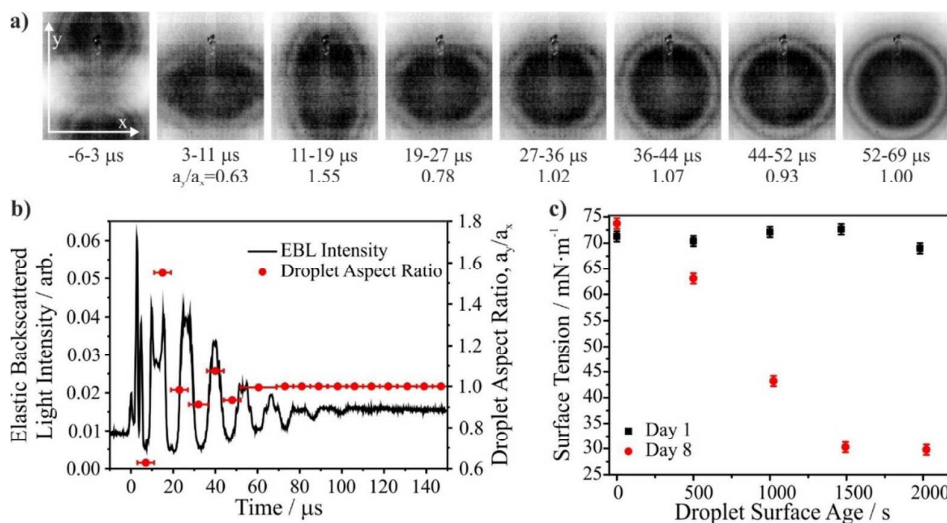 a)
y
x
-6-3 μs 3-11 μs 11-19 μs 19-27 μs 27-36 μs 36-44 μs 44-52 μs 52-69 μs
a_y/a_x=0.63 1.55 0.78 1.02 1.07 0.93 1.00
b)
Elastic Backscattered
Light Intensity / arb.
0.06
0.05
0.04
0.03
0.02
0.01
0.00
EBL Intensity
Droplet Aspect Ratio
1.8
1.6
1.4
1.2
1.0
0.8
0.6
Droplet Aspect Ratio, a_y/a_x
0 20 40 60 80 100 120 140
Time / μs
c)
Surface Tension / mN·m⁻¹
75
70
65
60
55
50
45
40
35
30
25
Day 1
Day 8
0 500 1000 1500 2000
Droplet Surface Age / s